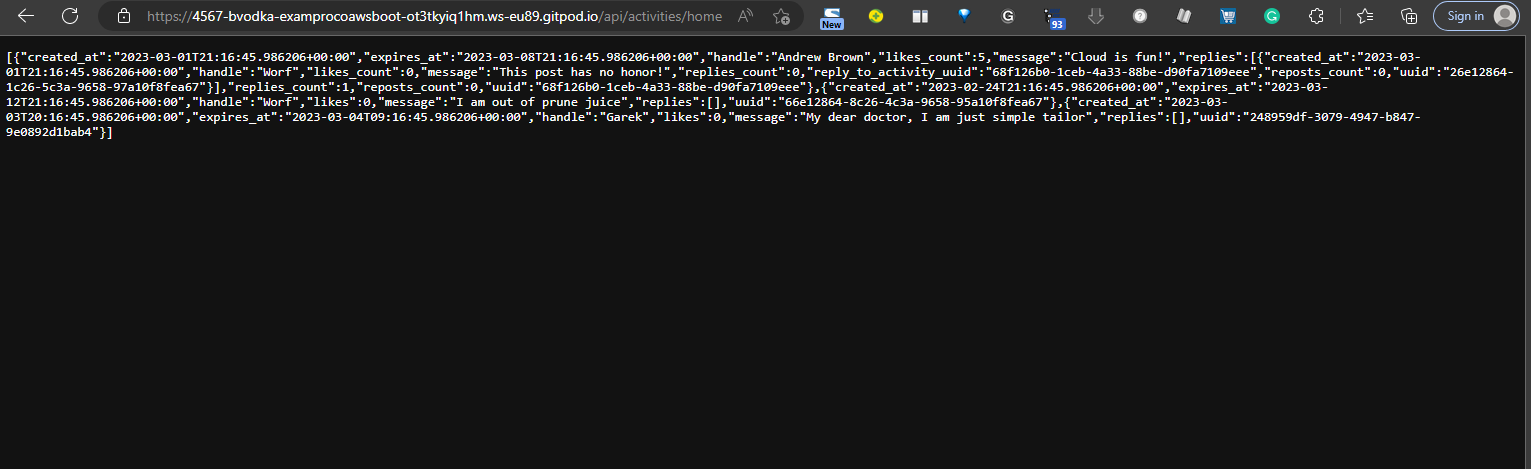 https://4567-bvodka-examprocoawsboot-ot3tkyiq1hm.ws-eu89.gitpod.io/api/activities/home
New
G
93
G
Sign in
[{"created_at":"2023-03-01T21:16:45.986206+00:00","expires_at":"2023-03-08T21:16:45.986206+00:00","handle":"Andrew Brown","likes_count":5,"message":"Cloud is fun!","replies":[{"created_at":"2023-03-
01T21:16:45.986206+00:00","handle":"Worf","likes_count":0,"message":"This post has no honor!","replies_count":0,"reply_to_activity_uuid":"68f126b0-1ceb-4a33-88be-d90fa7109eee","reposts_count":0,"uuid":"26e12864-
1c26-5c3a-9658-97a10f8fea67"}],"replies_count":1,"reposts_count":0,"uuid":"68f126b0-1ceb-4a33-88be-d90fa7109eee"},{"created_at":"2023-02-24T21:16:45.986206+00:00","expires_at":"2023-03-
12T21:16:45.986206+00:00","handle":"Worf","likes":0,"message":"I am out of prune juice","replies":[],"uuid":"66e12864-8c26-4c3a-9658-95a10f8fea67"},{"created_at":"2023-03-
03T20:16:45.986206+00:00","expires_at":"2023-03-04T09:16:45.986206+00:00","handle":"Garek","likes":0,"message":"My dear doctor, I am just simple tailor","replies":[],"uuid":"248959df-3079-4947-b847-
9e0892d1bab4"}]